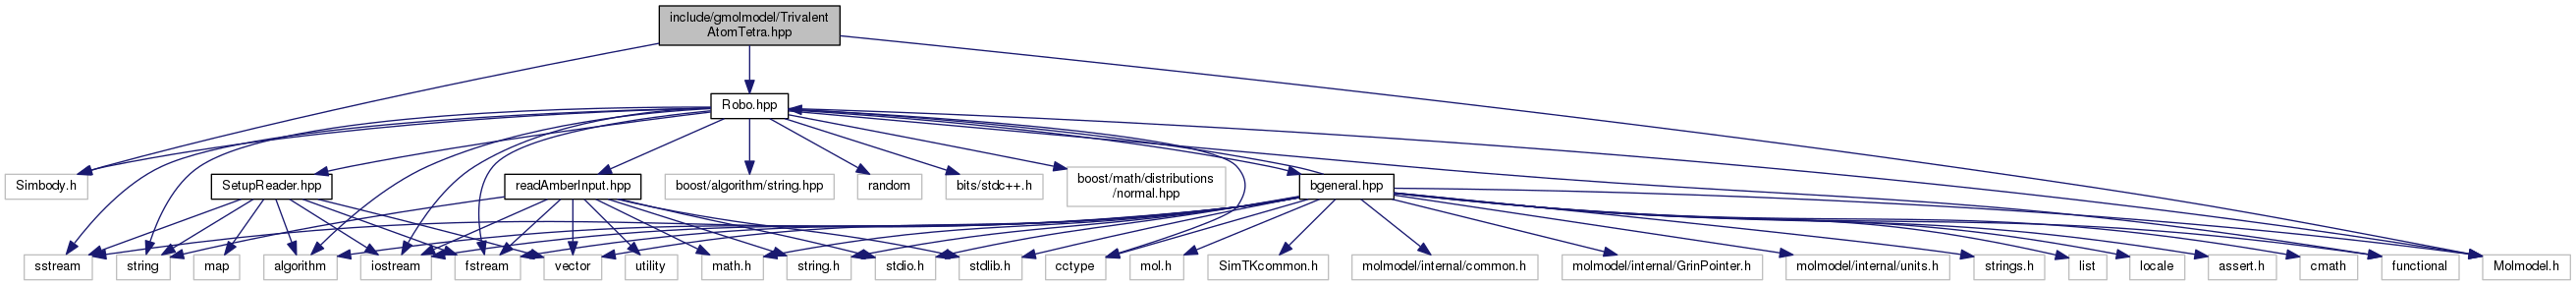 include/gmolmodel/Trivalent
AtomTetra.hpp
Robo.hpp
Simbody.h
SetupReader.hpp
readAmberInput.hpp
boost/algorithm/string.hpp
random
bits/stdc++.h
boost/math/distributions
/normal.hpp
bgeneral.hpp
sstream
string
map
algorithm
iostream
fstream
vector
utility
math.h
string.h
stdio.h
stdlib.h
cctype
mol.h
SimTKcommon.h
molmodel/internal/common.h
molmodel/internal/GrinPointer.h
molmodel/internal/units.h
strings.h
list
locale
assert.h
cmath
functional
Molmodel.h